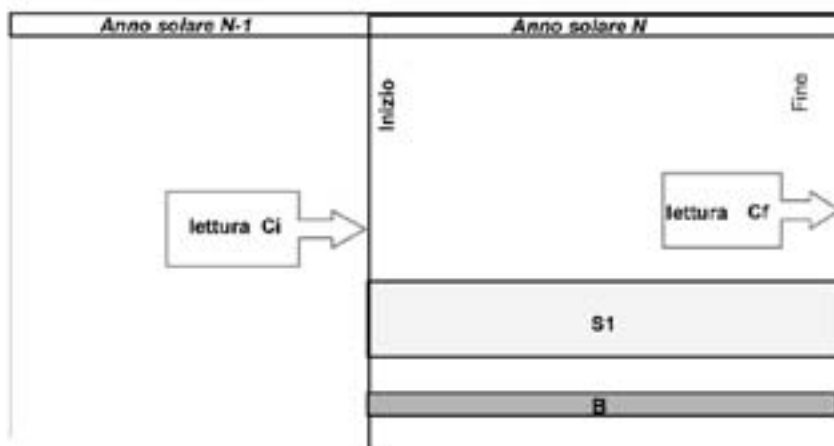 Anno solare N-1 Anno solare N
Inizio
Fine
lettura Ci
lettura Cf
S1
B